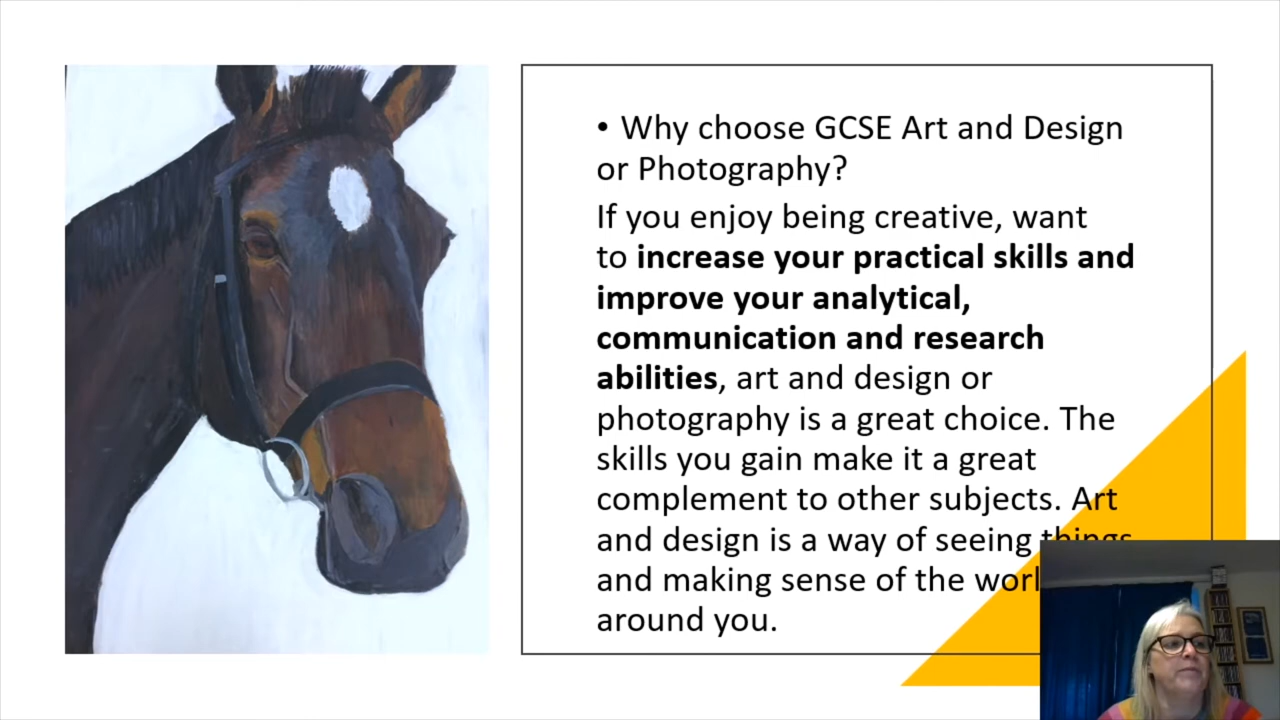 • Why choose GCSE Art and Design
or Photography?
If you enjoy being creative, want
to increase your practical skills and
improve your analytical,
communication and research
abilities, art and design or
photography is a great choice. The
skills you gain make it a great
complement to other subjects. Art
and design is a way of seeing things
and making sense of the worl
around you.